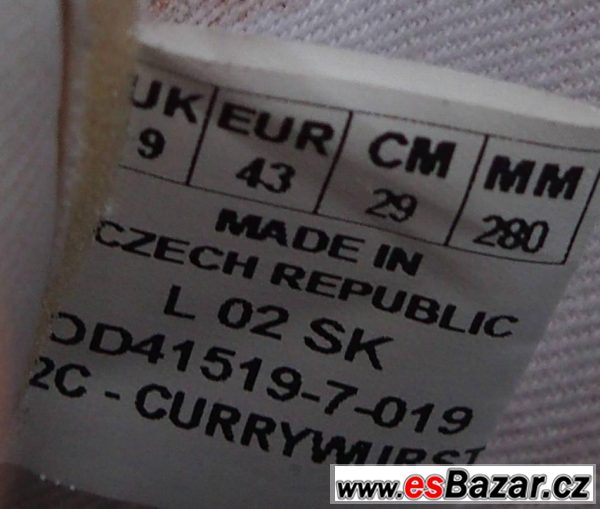 UK EUR CM MM
9 43 29 280
MADE IN
CZECH REPUBLIC
L 02 SK
OD41519-7-019
2C - CURRYWURST
www.esBazar.cz